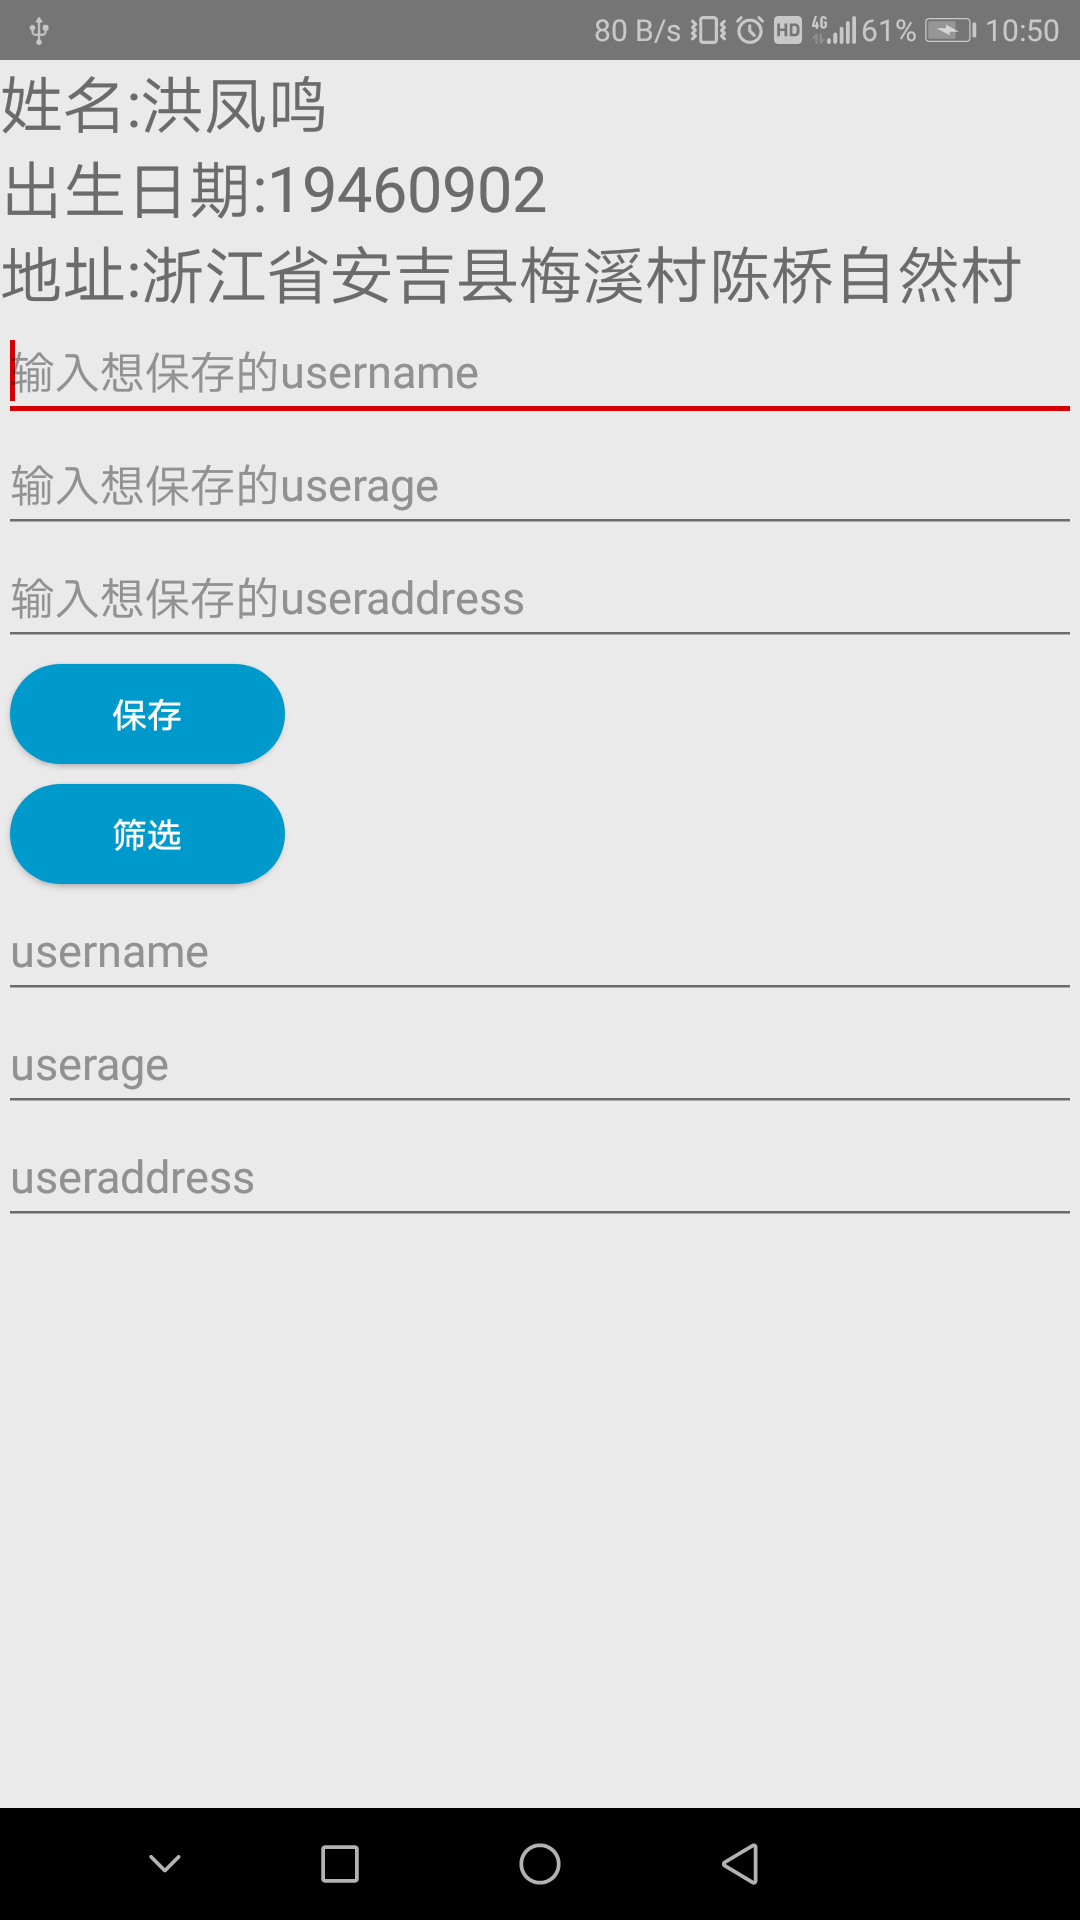 80 B/s HD 4G 61% 10:50
姓名:洪凤鸣
出生日期:19460902
地址:浙江省安吉县梅溪村陈桥自然村
输入想保存的username
输入想保存的userage
输入想保存的useraddress
保存
筛选
username
userage
useraddress